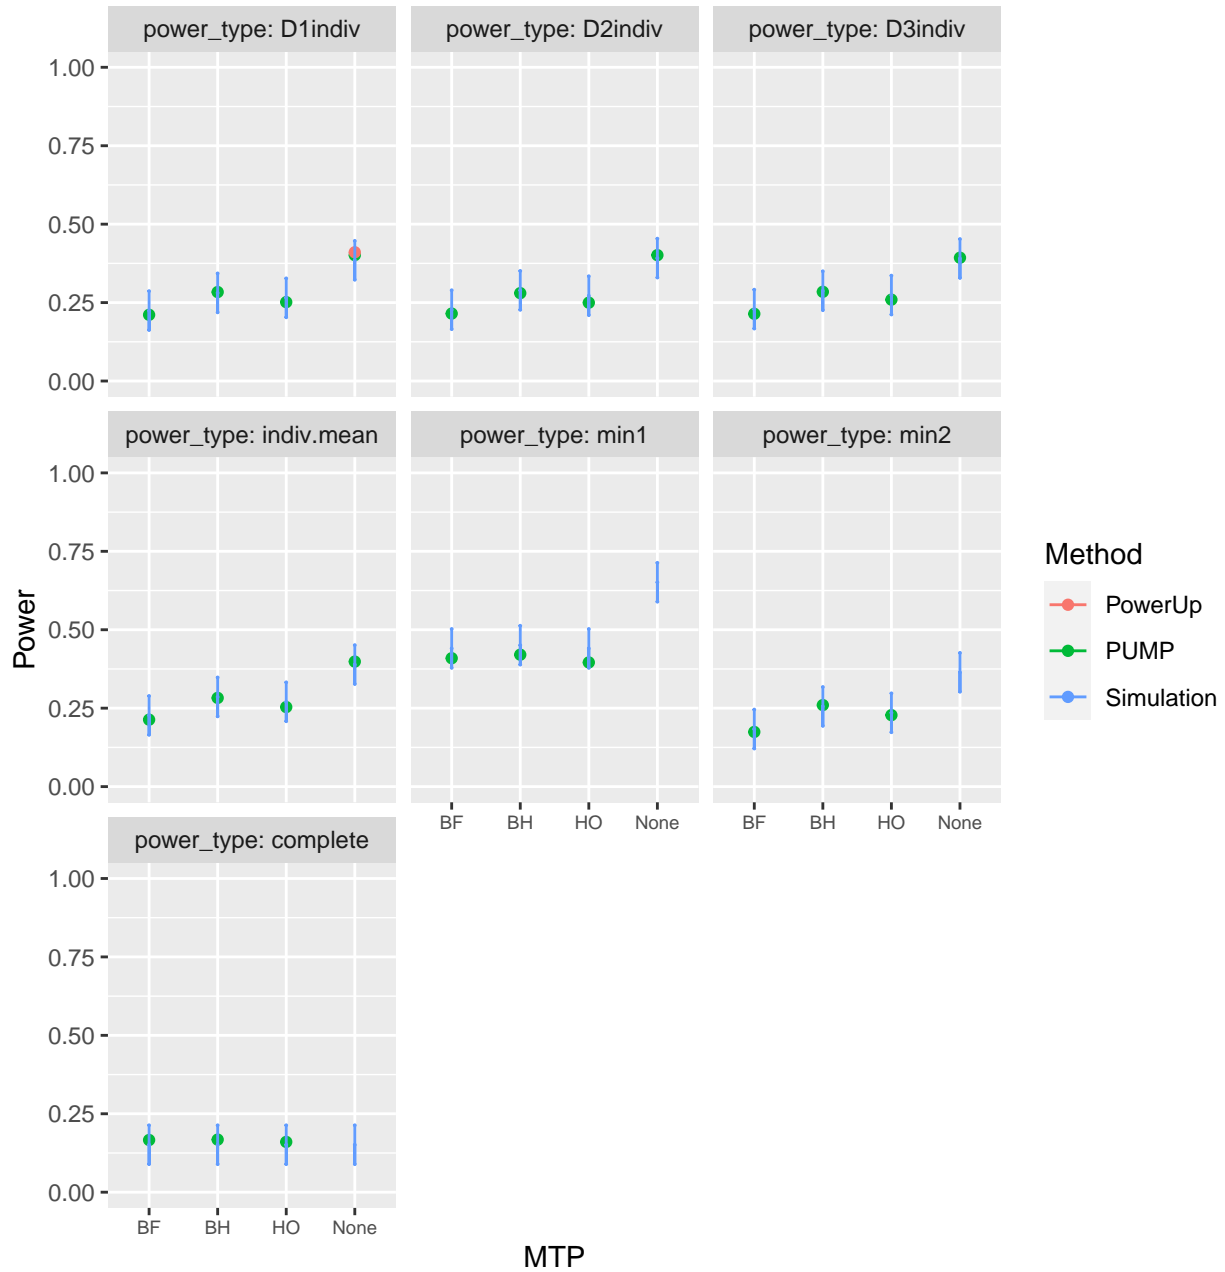 power_type: D1indiv
power_type: D2indiv
power_type: D3indiv
1.00
0.75
0.50
0.25
0.00
power_type: indiv.mean
power_type: min1
power_type: min2
1.00
0.75
0.50
0.25
0.00
BF BH HO None
BF BH HO None
power_type: complete
1.00
0.75
0.50
0.25
0.00
BF BH HO None
MTP
Power
Method
PowerUp
PUMP
Simulation